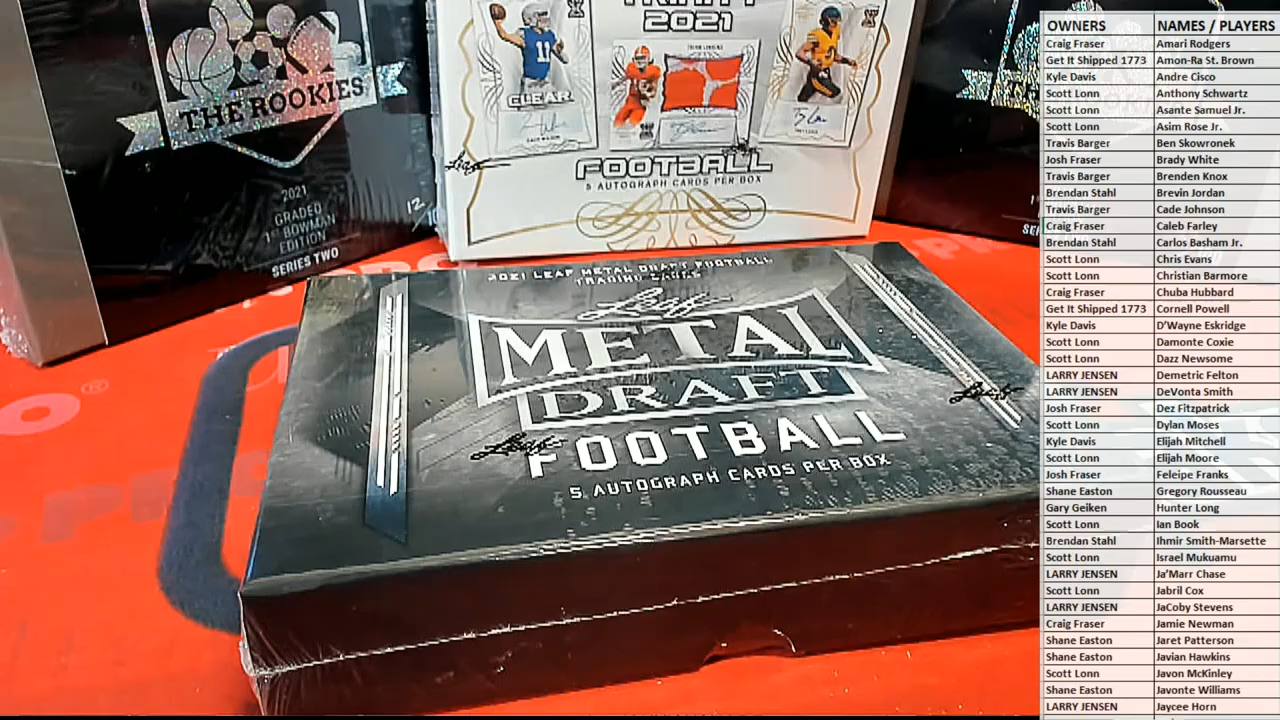 THE ROOKIES
2021
GRADED
1st BOWMAN
EDITION
SERIES TWO
12
2021
11
CLEAR
Leaf
FOOTBALL
5 AUTOGRAPH CARDS PER BOX
2021 LEAF METAL DRAFT FOOTBALL
TRADING CARDS
Leaf
METAL
DRAFT
FOOTBALL
Leaf
Leaf
5 AUTOGRAPH CARDS PER BOX
OWNERS NAMES / PLAYERS
Craig Fraser Amari Rodgers
Get It Shipped 1773 Amon-Ra St. Brown
Kyle Davis Andre Cisco
Scott Lonn Anthony Schwartz
Scott Lonn Asante Samuel Jr.
Scott Lonn Asim Rose Jr.
Travis Barger Ben Skowronek
Josh Fraser Brady White
Travis Barger Brenden Knox
Brendan Stahl Brevin Jordan
Travis Barger Cade Johnson
Craig Fraser Caleb Farley
Brendan Stahl Carlos Basham Jr.
Scott Lonn Chris Evans
Scott Lonn Christian Barmore
Craig Fraser Chuba Hubbard
Get It Shipped 1773 Cornell Powell
Kyle Davis D'Wayne Eskridge
Scott Lonn Damonte Coxie
Scott Lonn Dazz Newsome
LARRY JENSEN Demetric Felton
LARRY JENSEN DeVonta Smith
Josh Fraser Dez Fitzpatrick
Scott Lonn Dylan Moses
Kyle Davis Elijah Mitchell
Scott Lonn Elijah Moore
Josh Fraser Feleipe Franks
Shane Easton Gregory Rousseau
Gary Geiken Hunter Long
Scott Lonn Ian Book
Brendan Stahl Ihmir Smith-Marsette
Scott Lonn Israel Mukuamu
LARRY JENSEN Ja'Marr Chase
Scott Lonn Jabril Cox
LARRY JENSEN JaCoby Stevens
Craig Fraser Jamie Newman
Shane Easton Jaret Patterson
Shane Easton Javian Hawkins
Scott Lonn Javon McKinley
Shane Easton Javonte Williams
LARRY JENSEN Jaycee Horn